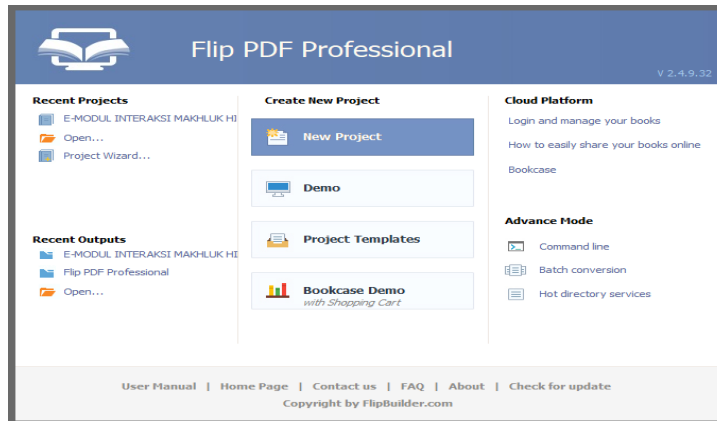 Flip PDF Professional
V 2.4.9.32
Recent Projects
E-MODUL INTERAKSI MAKHLUK HI
Open...
Project Wizard...
Recent Outputs
E-MODUL INTERAKSI MAKHLUK HI
Flip PDF Professional
Open...
Create New Project
New Project
Demo
Project Templates
Bookcase Demo
with Shopping Cart
Cloud Platform
Login and manage your books
How to easily share your books online
Bookcase
Advance Mode
Command line
Batch conversion
Hot directory services
User Manual | Home Page | Contact us | FAQ | About | Check for update
Copyright by FlipBuilder.com